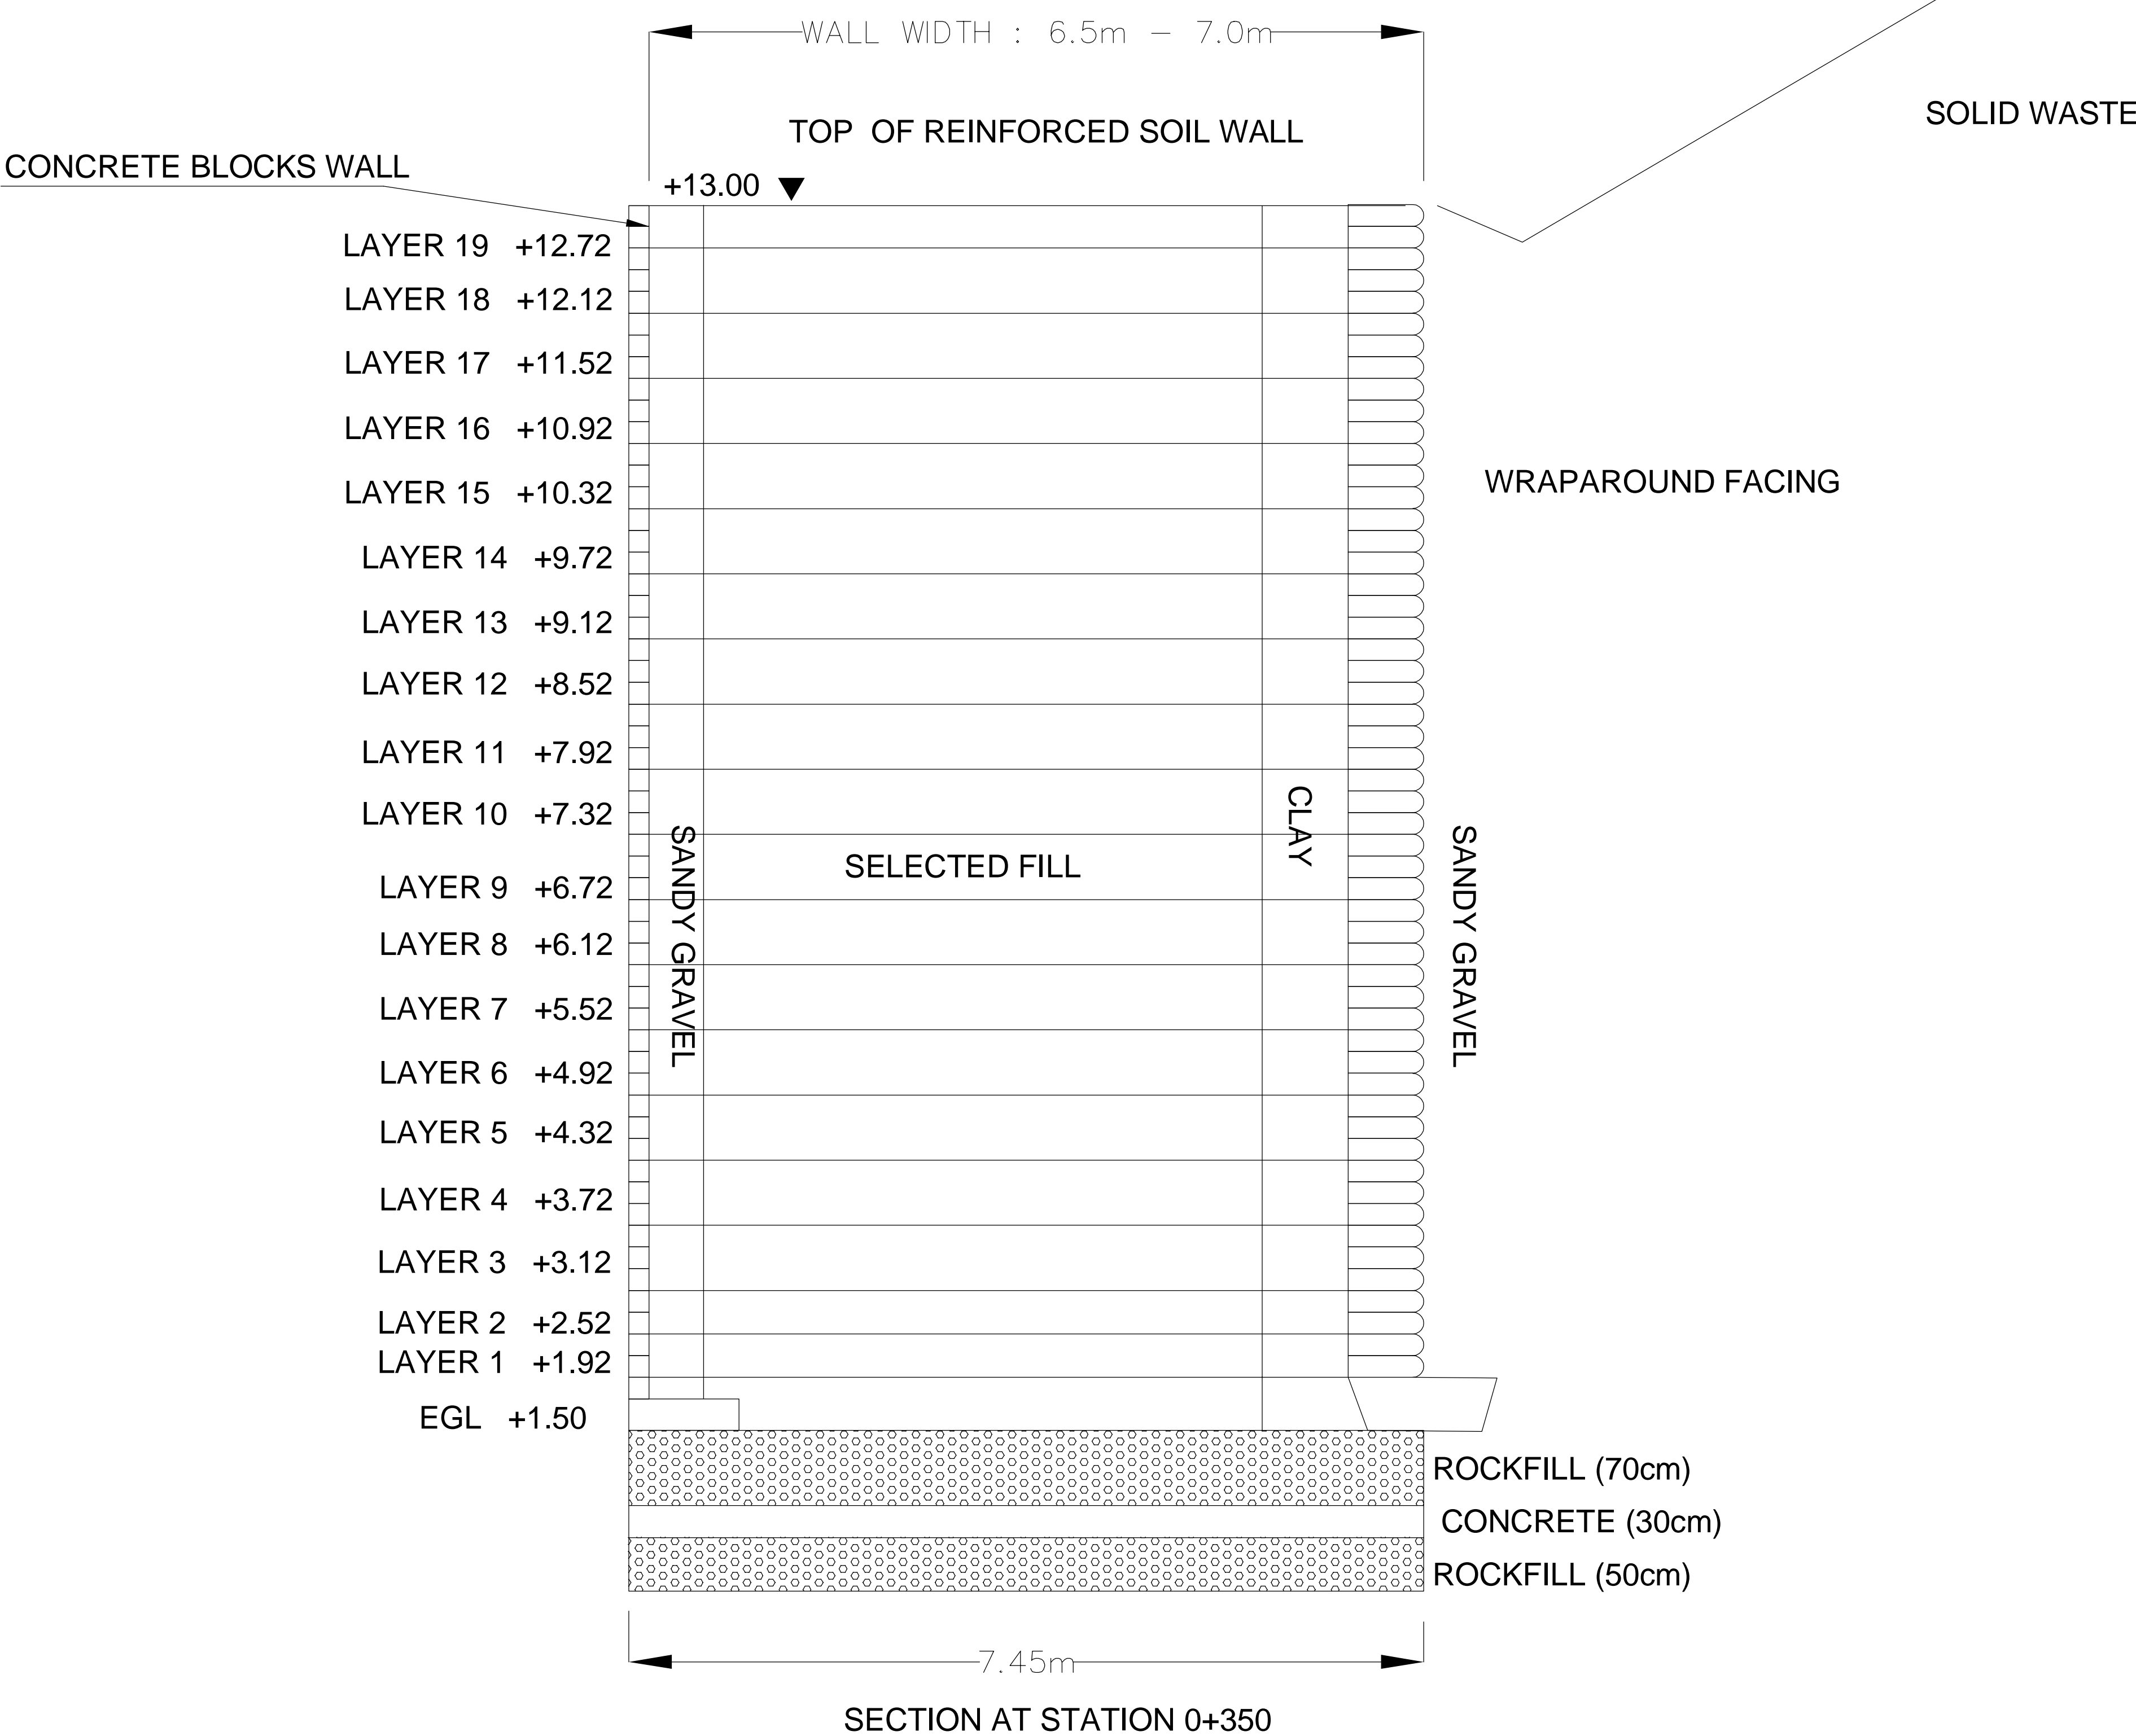 WALL WIDTH : 6.5m - 7.0m
SOLID WASTE
TOP OF REINFORCED SOIL WALL
CONCRETE BLOCKS WALL
+13.00
LAYER 19 +12.72
LAYER 18 +12.12
LAYER 17 +11.52
LAYER 16 +10.92
LAYER 15 +10.32
WRAPAROUND FACING
LAYER 14 +9.72
LAYER 13 +9.12
LAYER 12 +8.52
LAYER 11 +7.92
LAYER 10 +7.32
CLAY
SANDY GRAVEL
SELECTED FILL
SANDY GRAVEL
LAYER 9 +6.72
LAYER 8 +6.12
LAYER 7 +5.52
LAYER 6 +4.92
LAYER 5 +4.32
LAYER 4 +3.72
LAYER 3 +3.12
LAYER 2 +2.52
LAYER 1 +1.92
EGL +1.50
ROCKFILL (70cm)
CONCRETE (30cm)
ROCKFILL (50cm)
7.45m
SECTION AT STATION 0+350